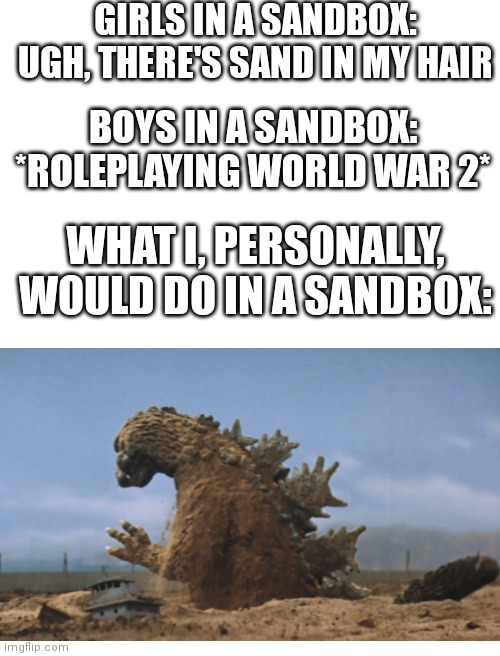 GIRLS IN A SANDBOX:
UGH, THERE'S SAND IN MY HAIR
BOYS IN A SANDBOX:
*ROLEPLAYING WORLD WAR 2*
WHAT I, PERSONALLY,
WOULD DO IN A SANDBOX:
imgflip.com